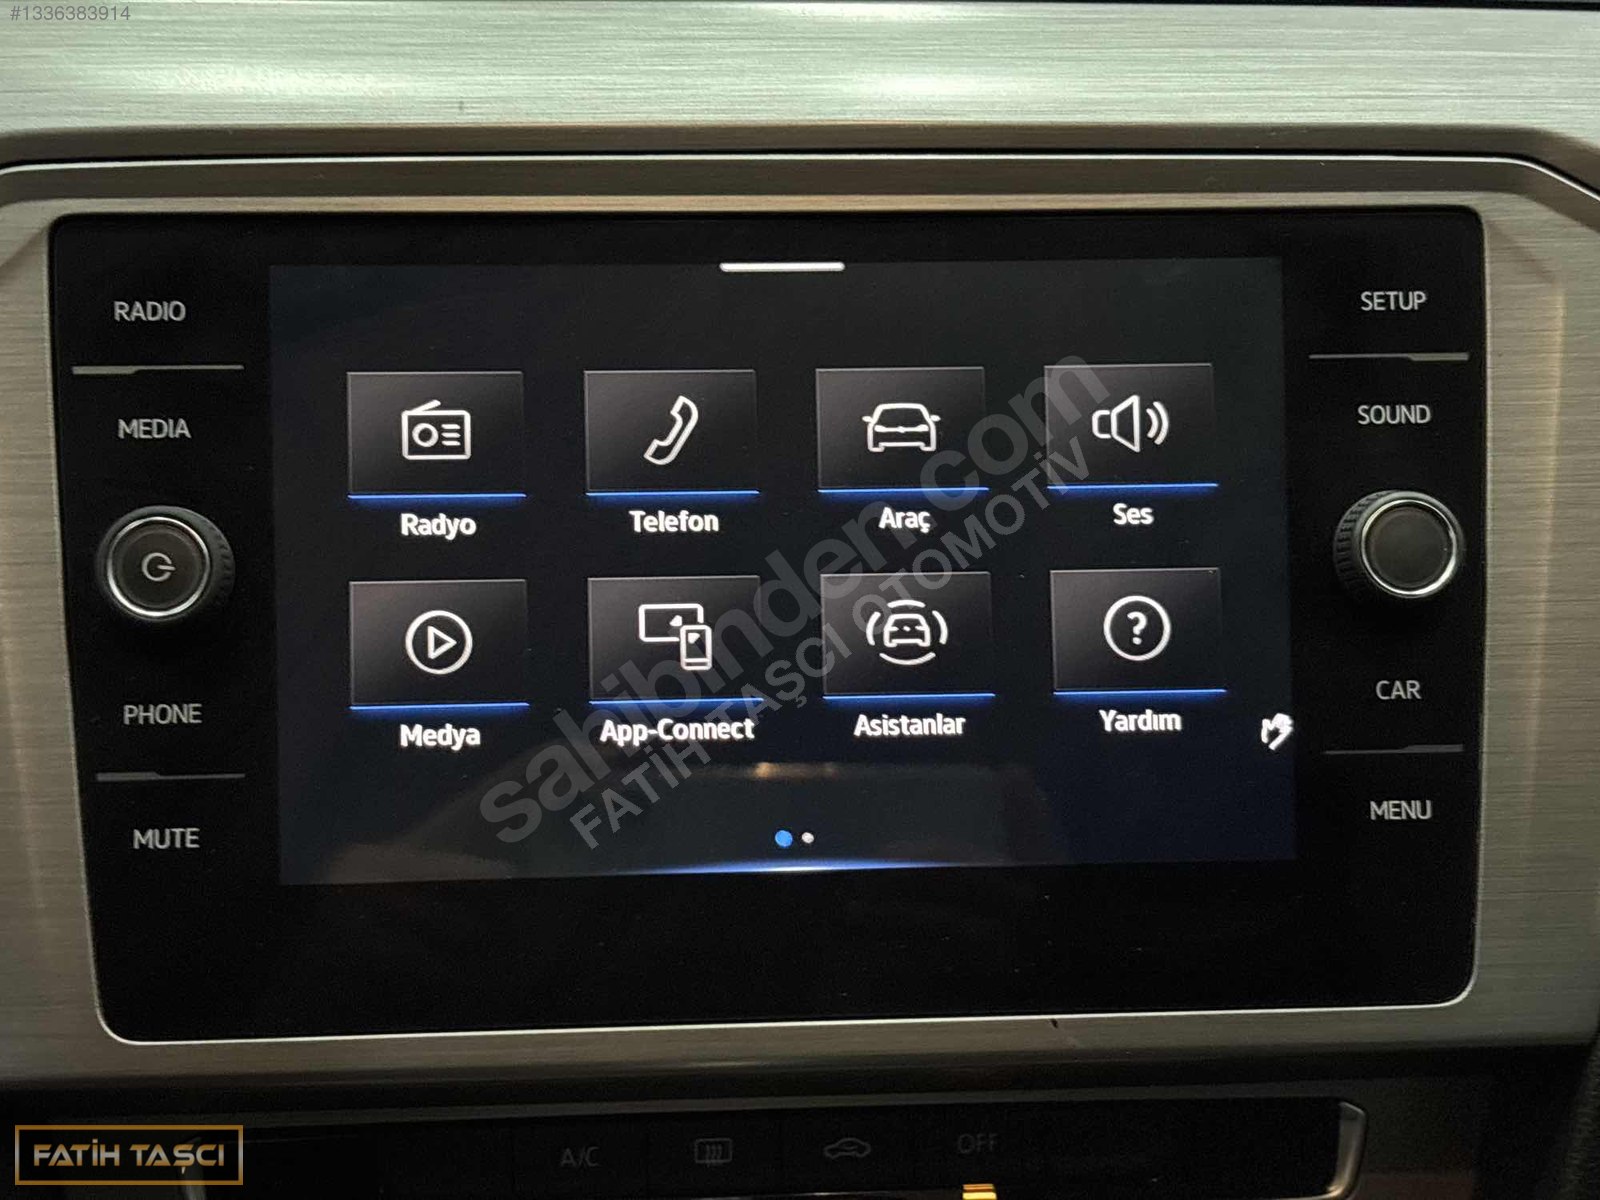 #1336383914
RADIO
MEDIA
PHONE
MUTE
Radyo
Telefon
Araç
Ses
Medya
App-Connect
Asistanlar
Yardım
SETUP
SOUND
CAR
MENU
sahibinden.com
FATİH TAŞCI OTOMOTİV
A/C
OFF
FATİH TAŞCI